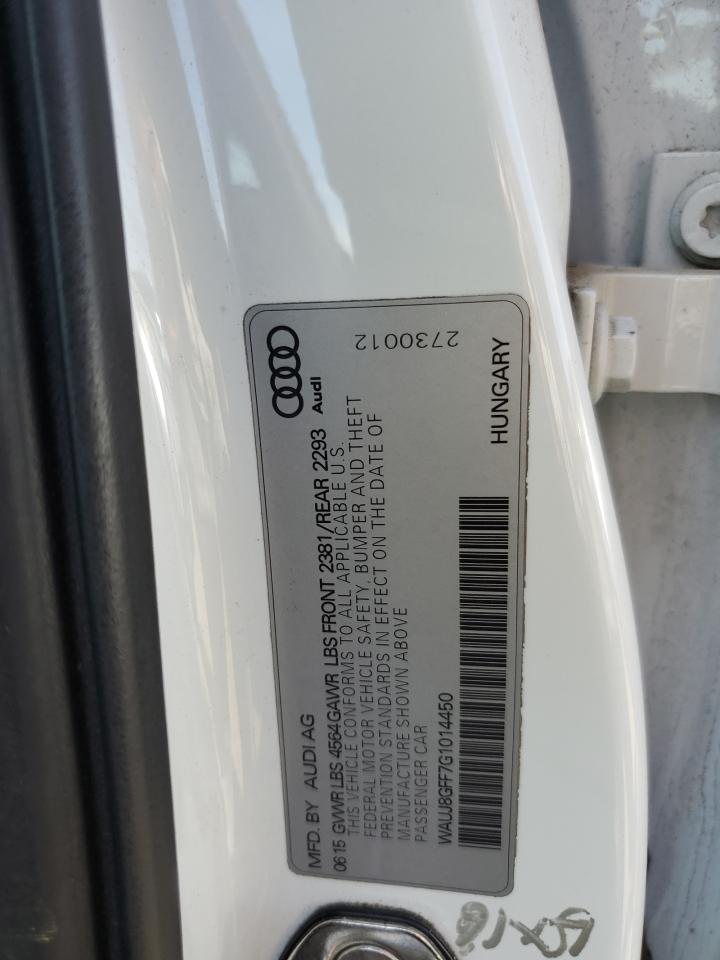 MFD. BY AUDI AG
0615 GVWR LBS 4564 GAWR LBS FRONT 2381/REAR 2293
THIS VEHICLE CONFORMS TO ALL APPLICABLE U.S.
FEDERAL MOTOR VEHICLE SAFETY, BUMPER AND THEFT
PREVENTION STANDARDS IN EFFECT ON THE DATE OF
MANUFACTURE SHOWN ABOVE
PASSENGER CAR
WAUJ8GFF7G1014450
HUNGARY
Audi
2730012